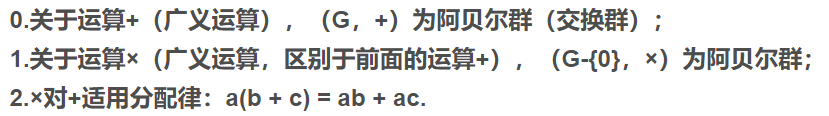 0.关于运算+（广义运算），（G，+）为阿贝尔群（交换群）；
1.关于运算×（广义运算，区别于前面的运算+），（G-{0}，×）为阿贝尔群；
2.×对+适用分配律：a(b + c) = ab + ac.